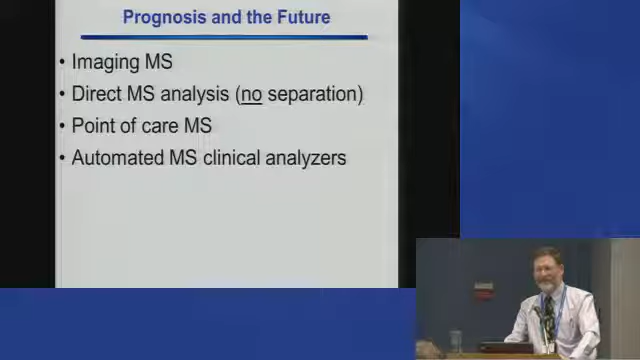 Prognosis and the Future
• Imaging MS
• Direct MS analysis (no separation)
• Point of care MS
• Automated MS clinical analyzers